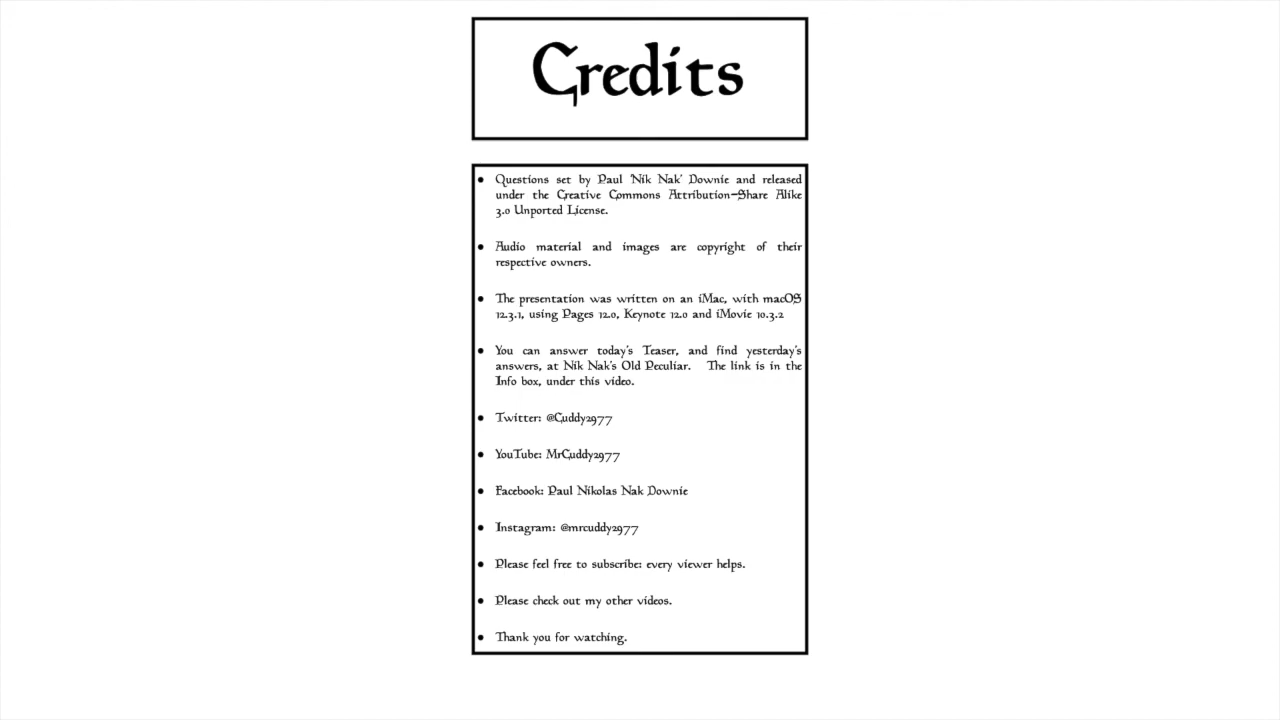 Credits
• Questions set by Paul 'Nik Nak' Downie and released
under the Creative Commons Attribution-Share Alike
3.0 Unported License.
• Audio material and images are copyright of their
respective owners.
• The presentation was written on an iMac, with macOS
12.3.1, using Pages 12.0, Keynote 12.0 and iMovie 10.3.2
• You can answer today's Teaser, and find yesterday's
answers, at Nik Nak's Old Peculiar. The link is in the
Info box, under this video.
• Twitter: @Cuddy2977
• YouTube: MrCuddy2977
• Facebook: Paul Nikolas Nak Downie
• Instagram: @mrcuddy2977
• Please feel free to subscribe: every viewer helps.
• Please check out my other videos.
• Thank you for watching.